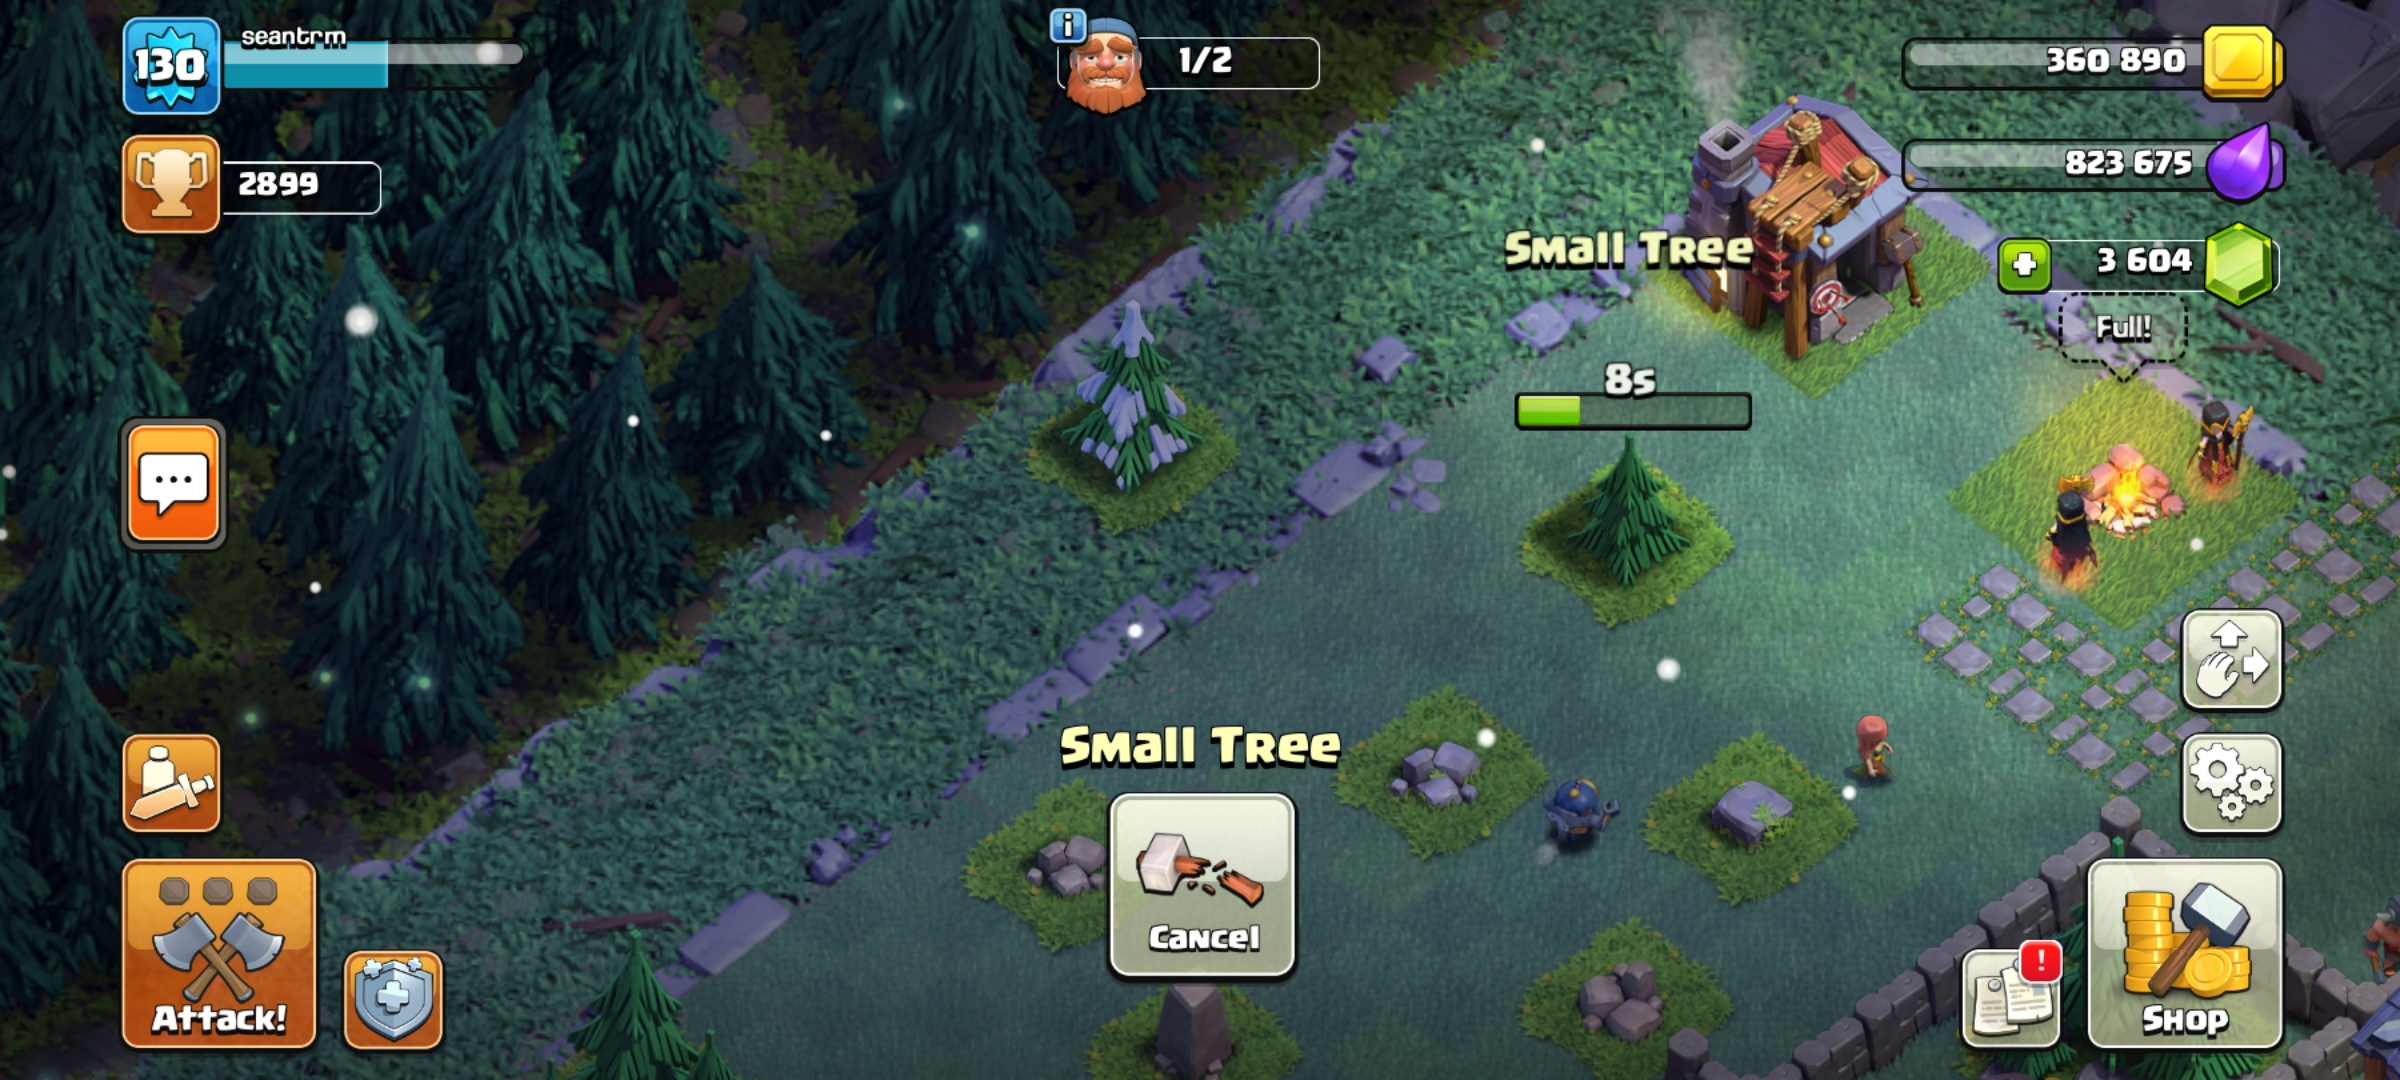 130
seantrm
i
1/2
360 890
2899
823 675
Small Tree
3 604
Full!
8s
Small Tree
Cancel
Attack!
!
Shop